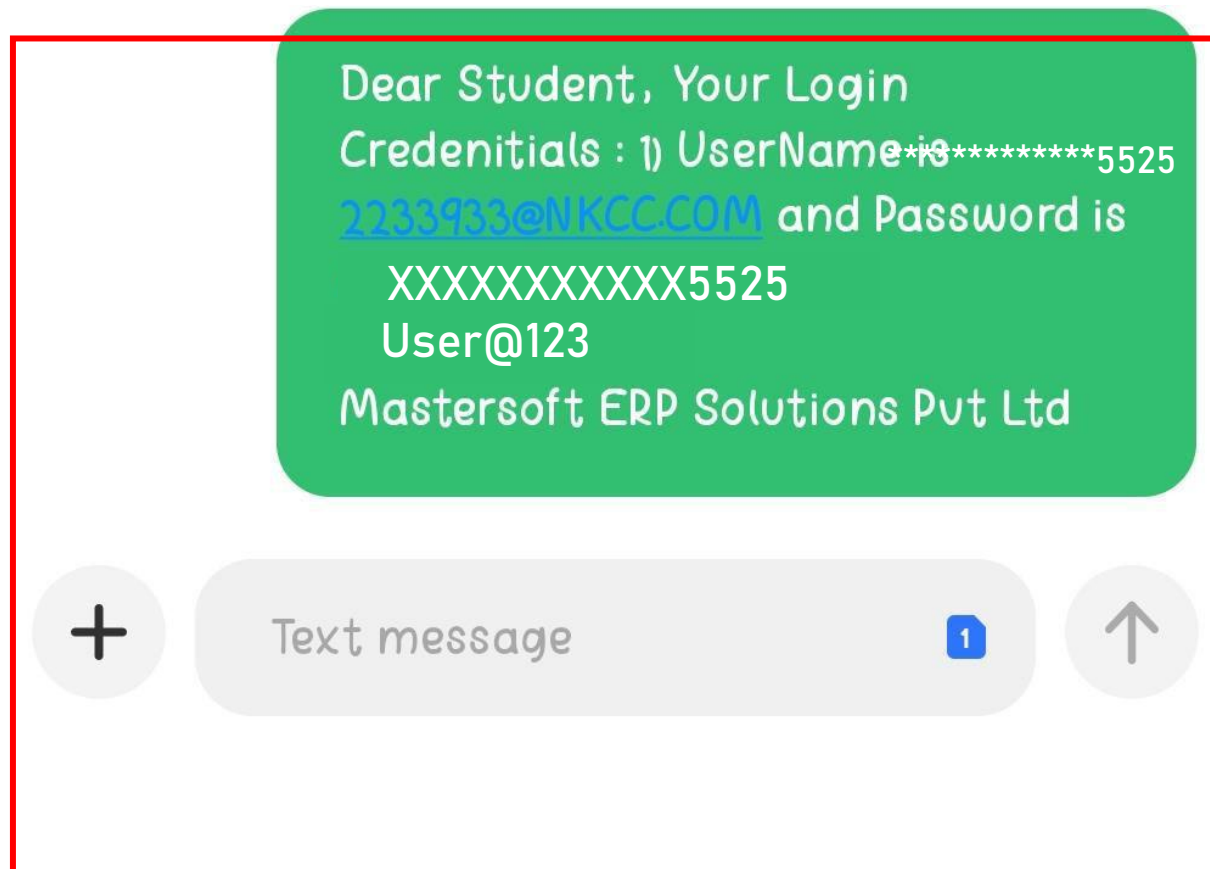 Dear Student, Your Login
Credenitials : 1) UserName is *************5525
2233933@NKCC.COM and Password is
XXXXXXXXXXX5525
User@123
Mastersoft ERP Solutions Pvt Ltd
Text message
1